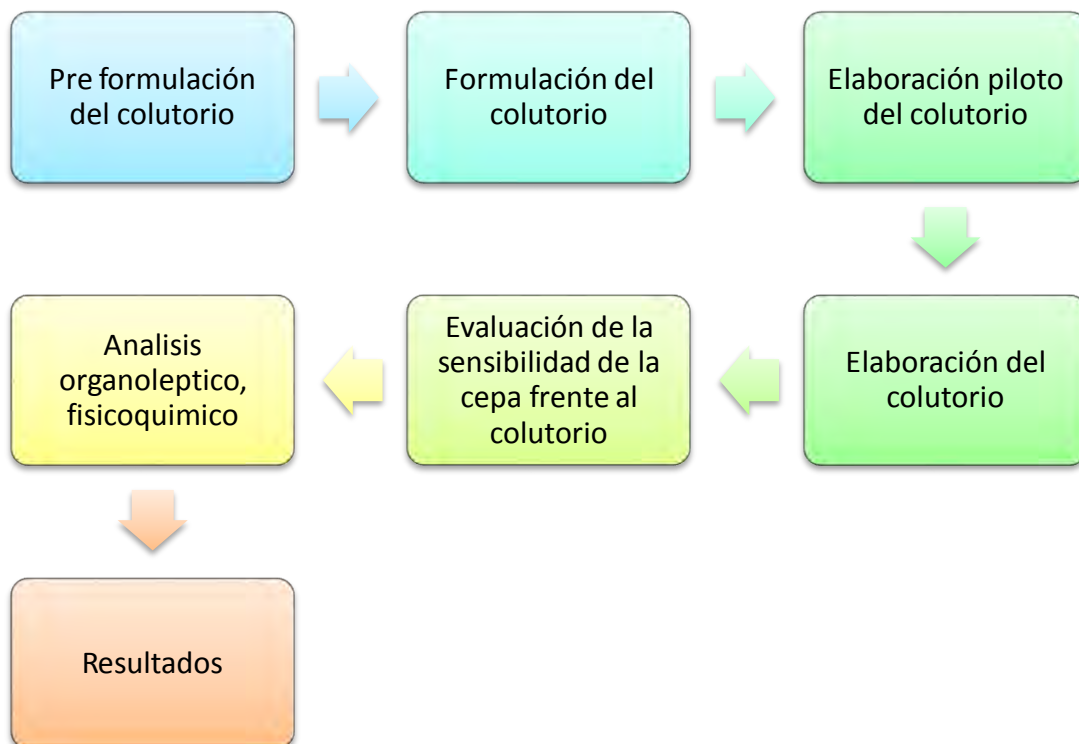 Pre formulación
del colutorio
Formulación del
colutorio
Elaboración piloto
del colutorio
Elaboración del
colutorio
Evaluación de la
sensibilidad de la
cepa frente al
colutorio
Analisis
organoleptico,
fisicoquimico
Resultados